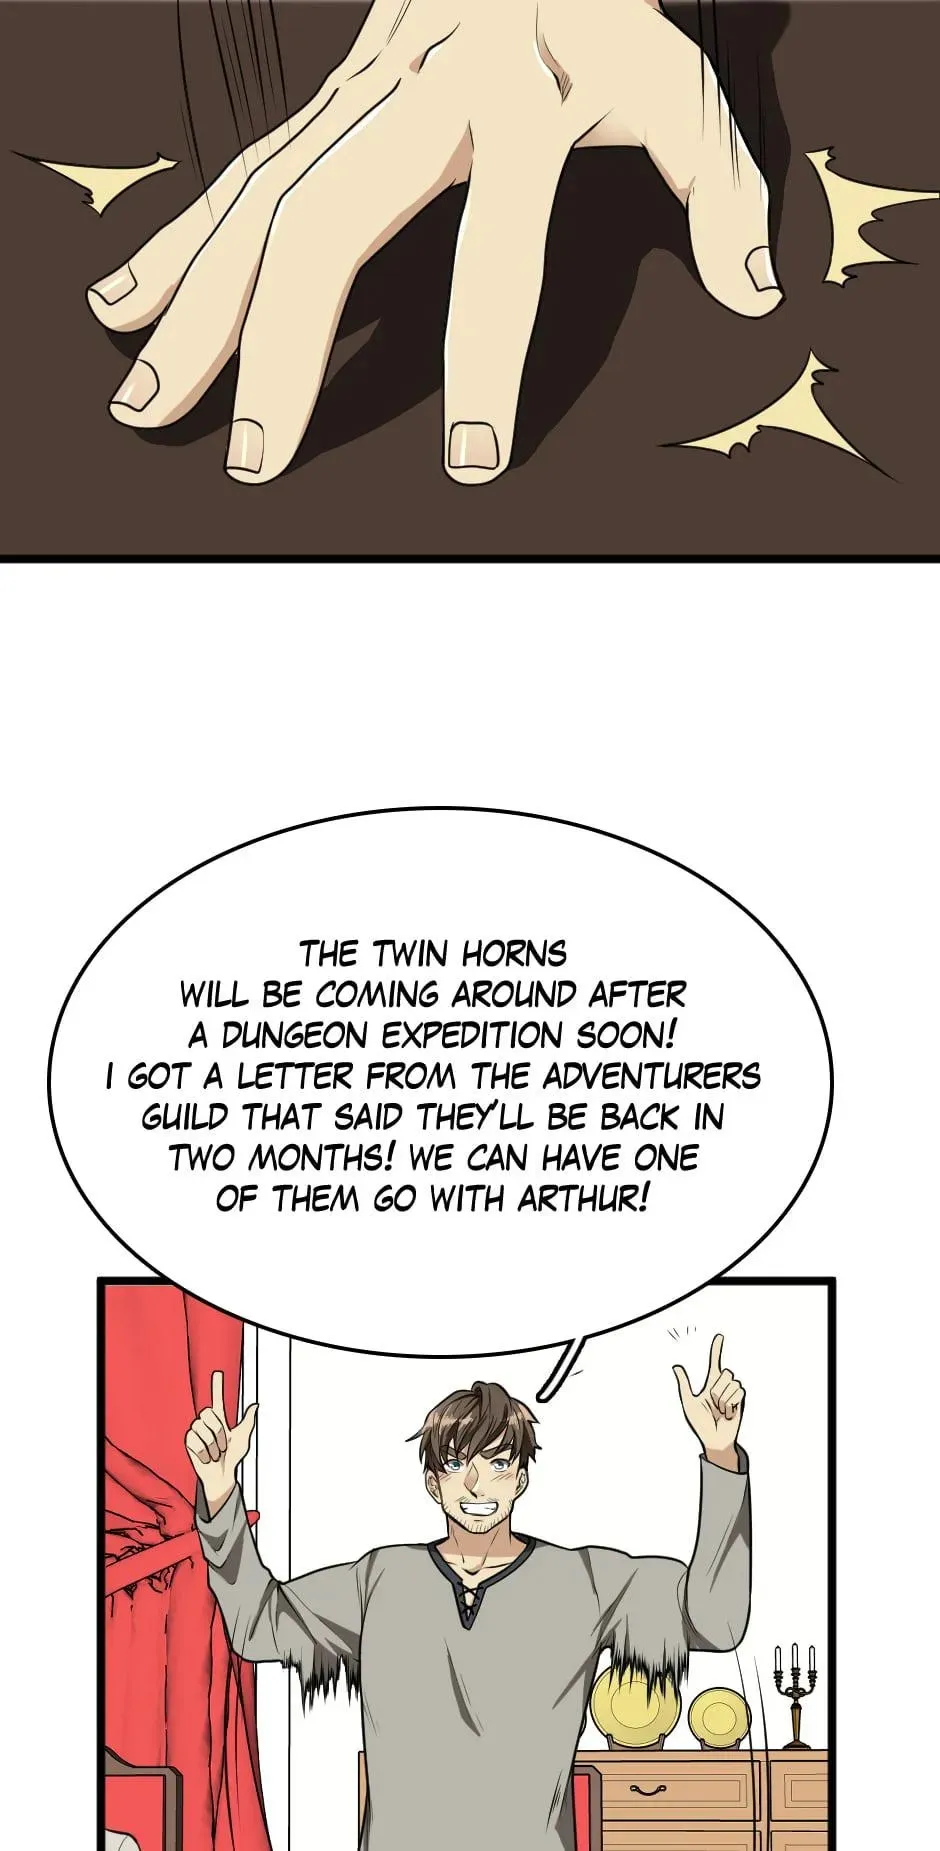 THE TWIN HORNS
WILL BE COMING AROUND AFTER
A DUNGEON EXPEDITION SOON!
I GOT A LETTER FROM THE ADVENTURERS
GUILD THAT SAID THEY'LL BE BACK IN
TWO MONTHS! WE CAN HAVE ONE
OF THEM GO WITH ARTHUR!